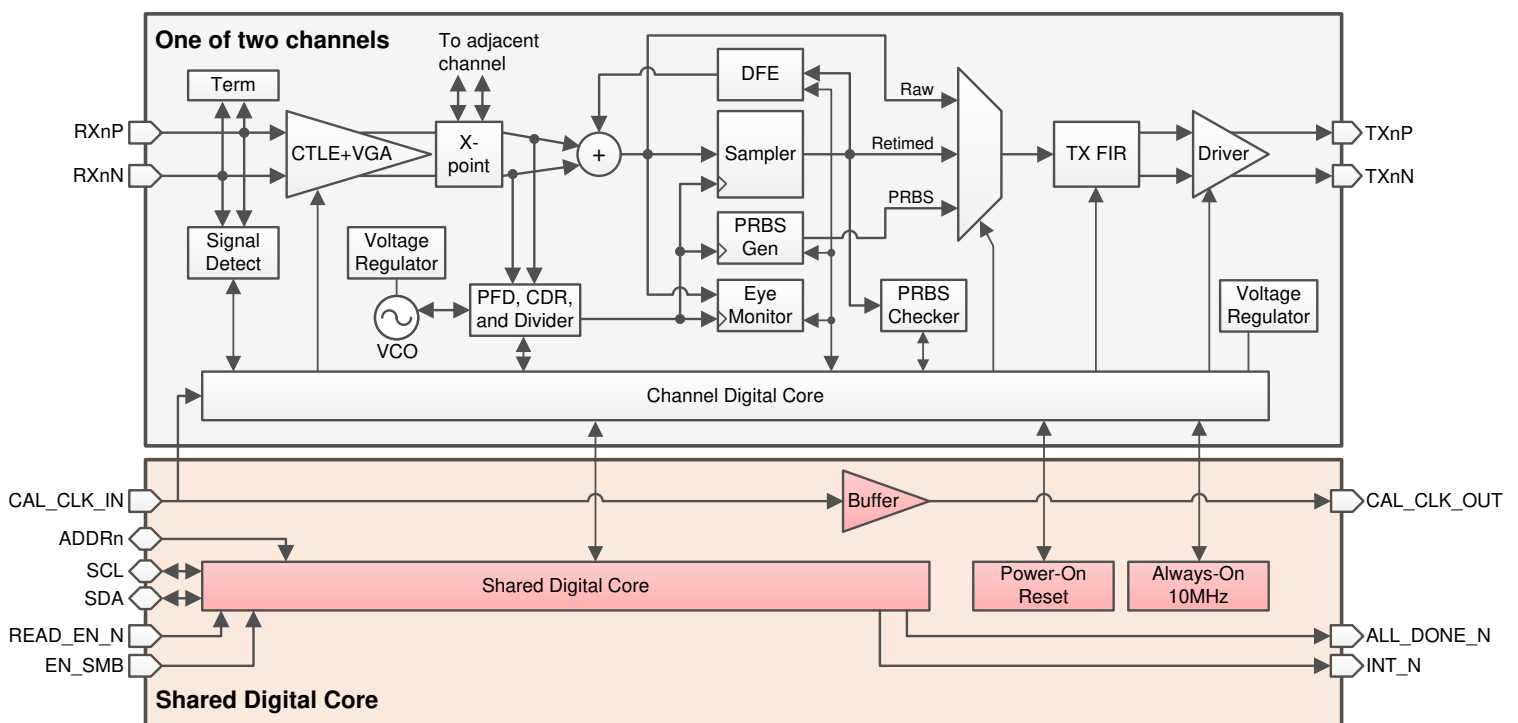 One of two channels
To adjacent
channel
Term
DFE
Raw
RXnP
RXnN
CTLE+VGA
X-
point
+
Sampler
Retimed
TX FIR
Driver
TXnP
TXnN
PRBS
Signal
Detect
Voltage
Regulator
PRBS
Gen
VCO
PFD, CDR,
and Divider
Eye
Monitor
PRBS
Checker
Voltage
Regulator
Channel Digital Core
CAL_CLK_IN
Buffer
CAL_CLK_OUT
ADDRn
SCL
SDA
Shared Digital Core
Power-On
Reset
Always-On
10MHz
READ_EN_N
EN_SMB
ALL_DONE_N
INT_N
Shared Digital Core